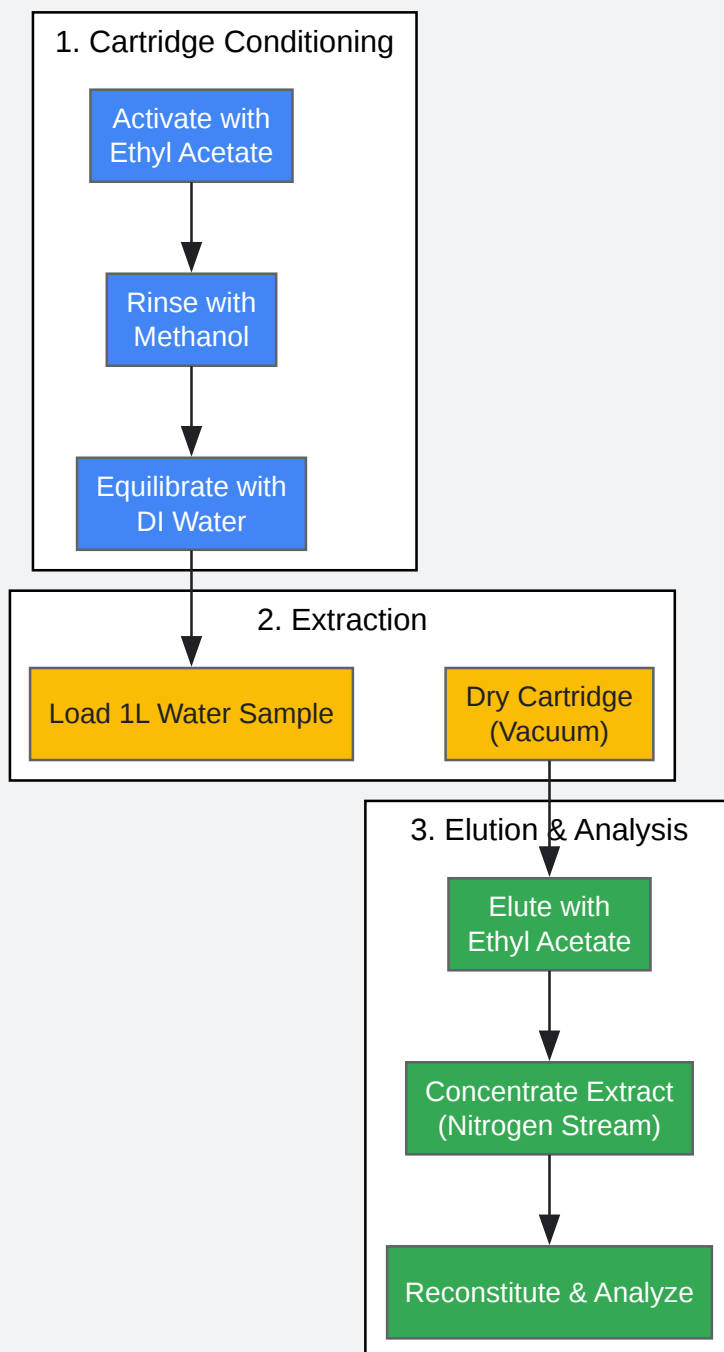 1. Cartridge Conditioning
Activate with
Ethyl Acetate
Rinse with
Methanol
Equilibrate with
DI Water
2. Extraction
Load 1L Water Sample
Dry Cartridge
(Vacuum)
3. Elution & Analysis
Elute with
Ethyl Acetate
Concentrate Extract
(Nitrogen Stream)
Reconstitute & Analyze